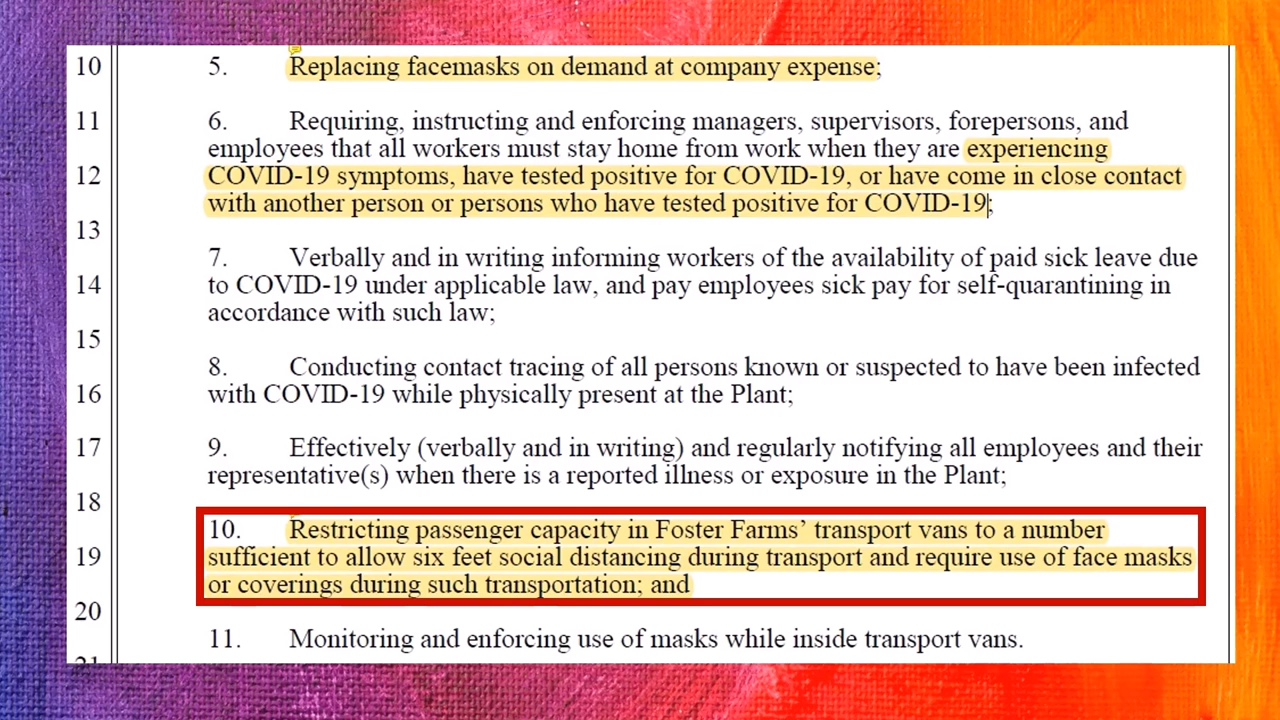 10 5. Replacing facemasks on demand at company expense;
11 6. Requiring, instructing and enforcing managers, supervisors, forepersons, and
employees that all workers must stay home from work when they are experiencing
12 COVID-19 symptoms, have tested positive for COVID-19, or have come in close contact
with another person or persons who have tested positive for COVID-19;
13
7. Verbally and in writing informing workers of the availability of paid sick leave due
14 to COVID-19 under applicable law, and pay employees sick pay for self-quarantining in
accordance with such law;
15
8. Conducting contact tracing of all persons known or suspected to have been infected
16 with COVID-19 while physically present at the Plant;
17 9. Effectively (verbally and in writing) and regularly notifying all employees and their
representative(s) when there is a reported illness or exposure in the Plant;
18
10. Restricting passenger capacity in Foster Farms’ transport vans to a number
19 sufficient to allow six feet social distancing during transport and require use of face masks
or coverings during such transportation; and
20
11. Monitoring and enforcing use of masks while inside transport vans.